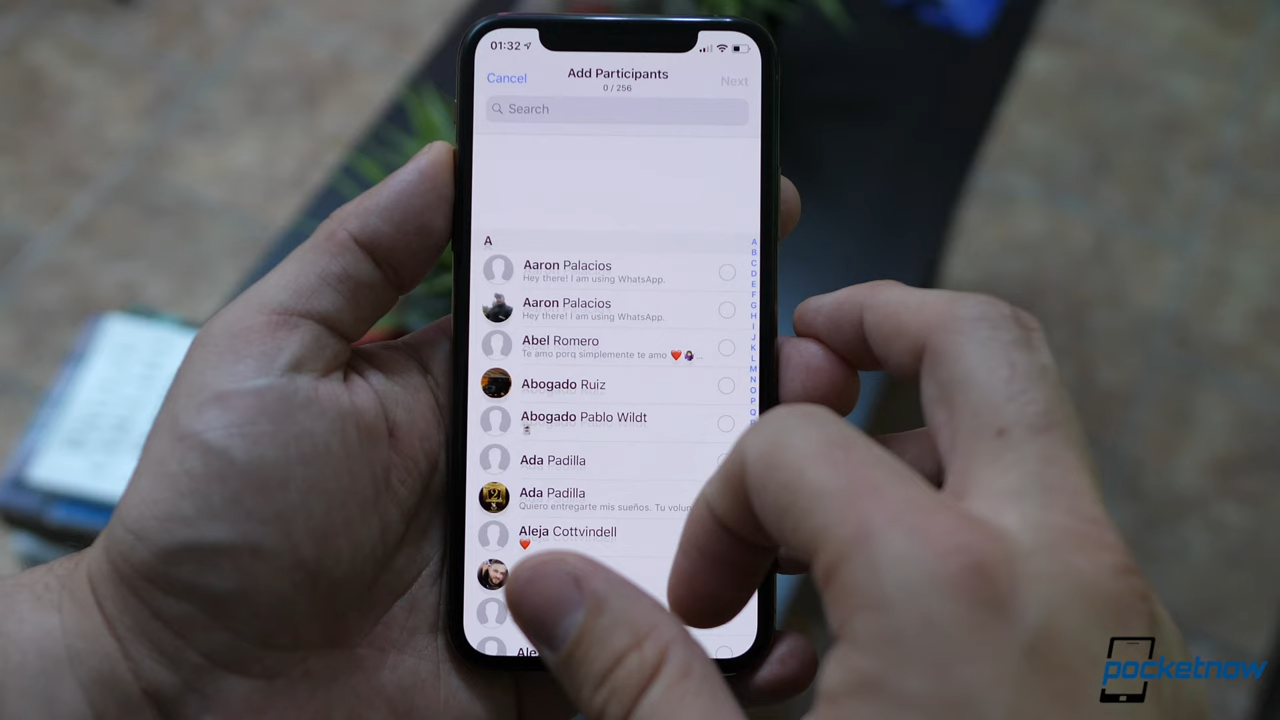 01:32
Cancel
Add Participants
Next
0 / 256
Search
A
Aaron Palacios
Hey there! I am using WhatsApp.
Aaron Palacios
Hey there! I am using WhatsApp.
Abel Romero
Te amo porq simplemente te amo ❤️ ...
Abogado Ruiz
Abogado Pablo Wildt
Ada Padilla
Ada Padilla
Quiero entregarte mis sueños. Tu
Aleja Cottvindell
❤️
A
B
C
D
E
F
G
H
I
J
K
L
M
N
O
P
Q
pocketnow